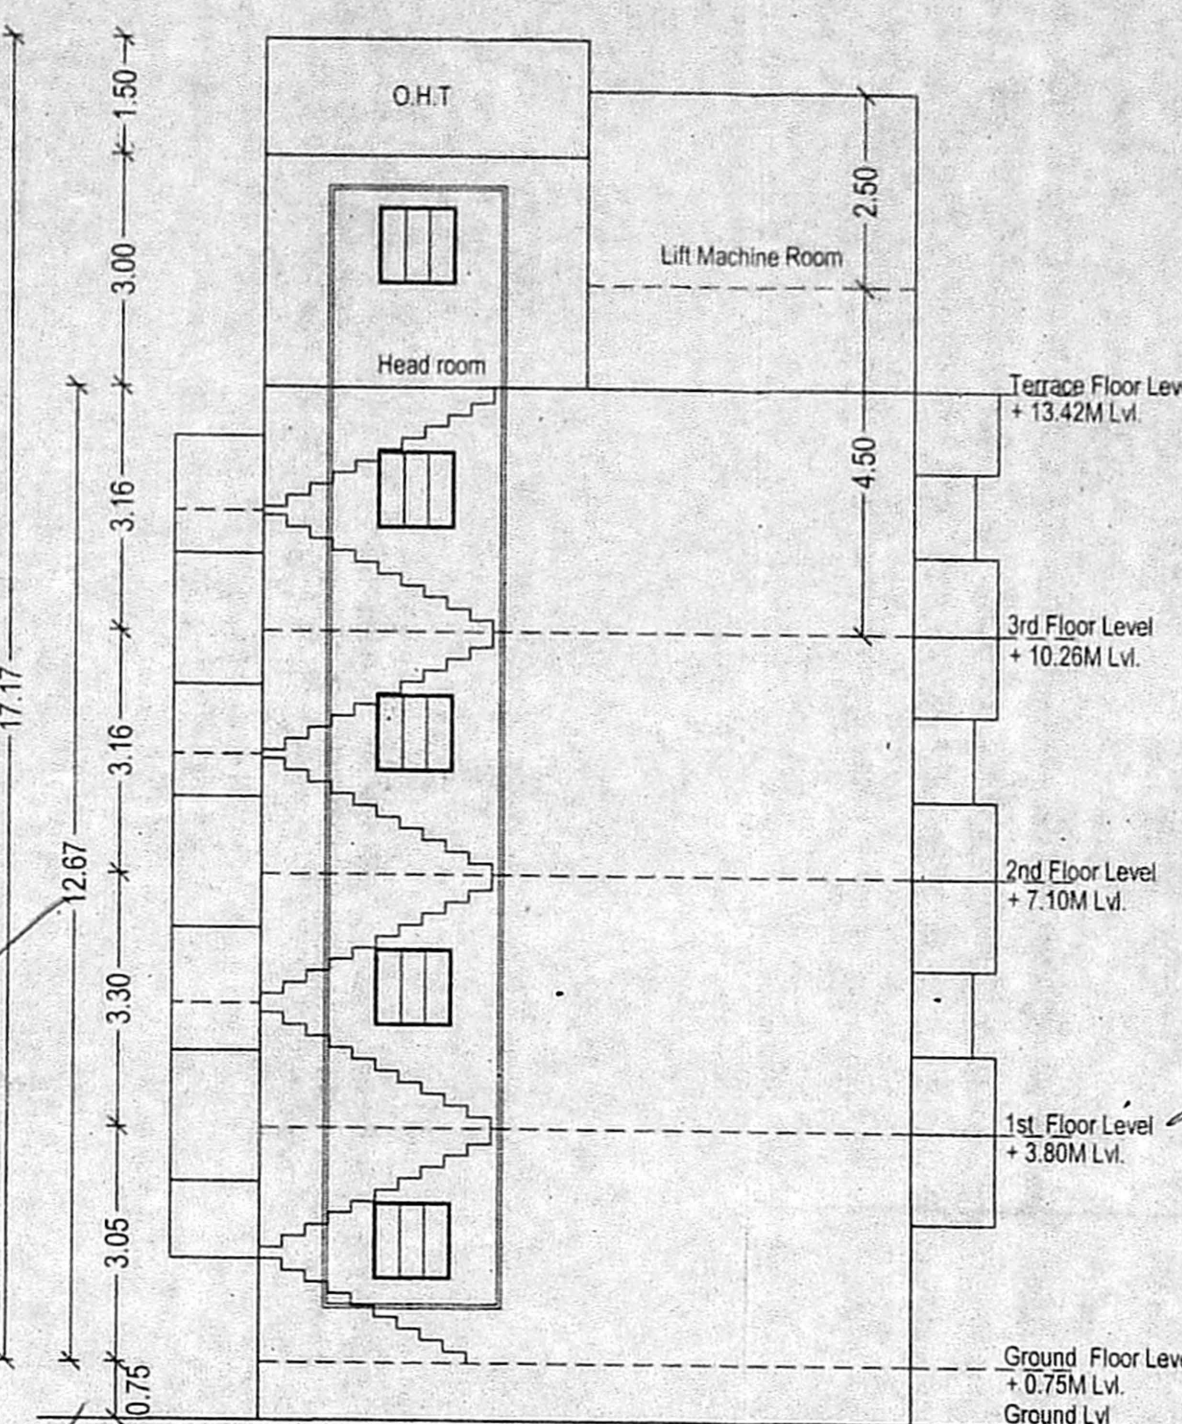 1.50
O.H.T
2.50
3.00
Lift Machine Room
Head room
Terrace Floor Lev
+ 13.42M Lvl.
3.16
4.50
3rd Floor Level
+ 10.26M Lvl.
17.17
3.16
12.67
2nd Floor Level
+ 7.10M Lvl.
3.30
1st Floor Level
+ 3.80M Lvl.
3.05
Ground Floor Leve
+ 0.75M Lvl.
0.75
Ground Lvl